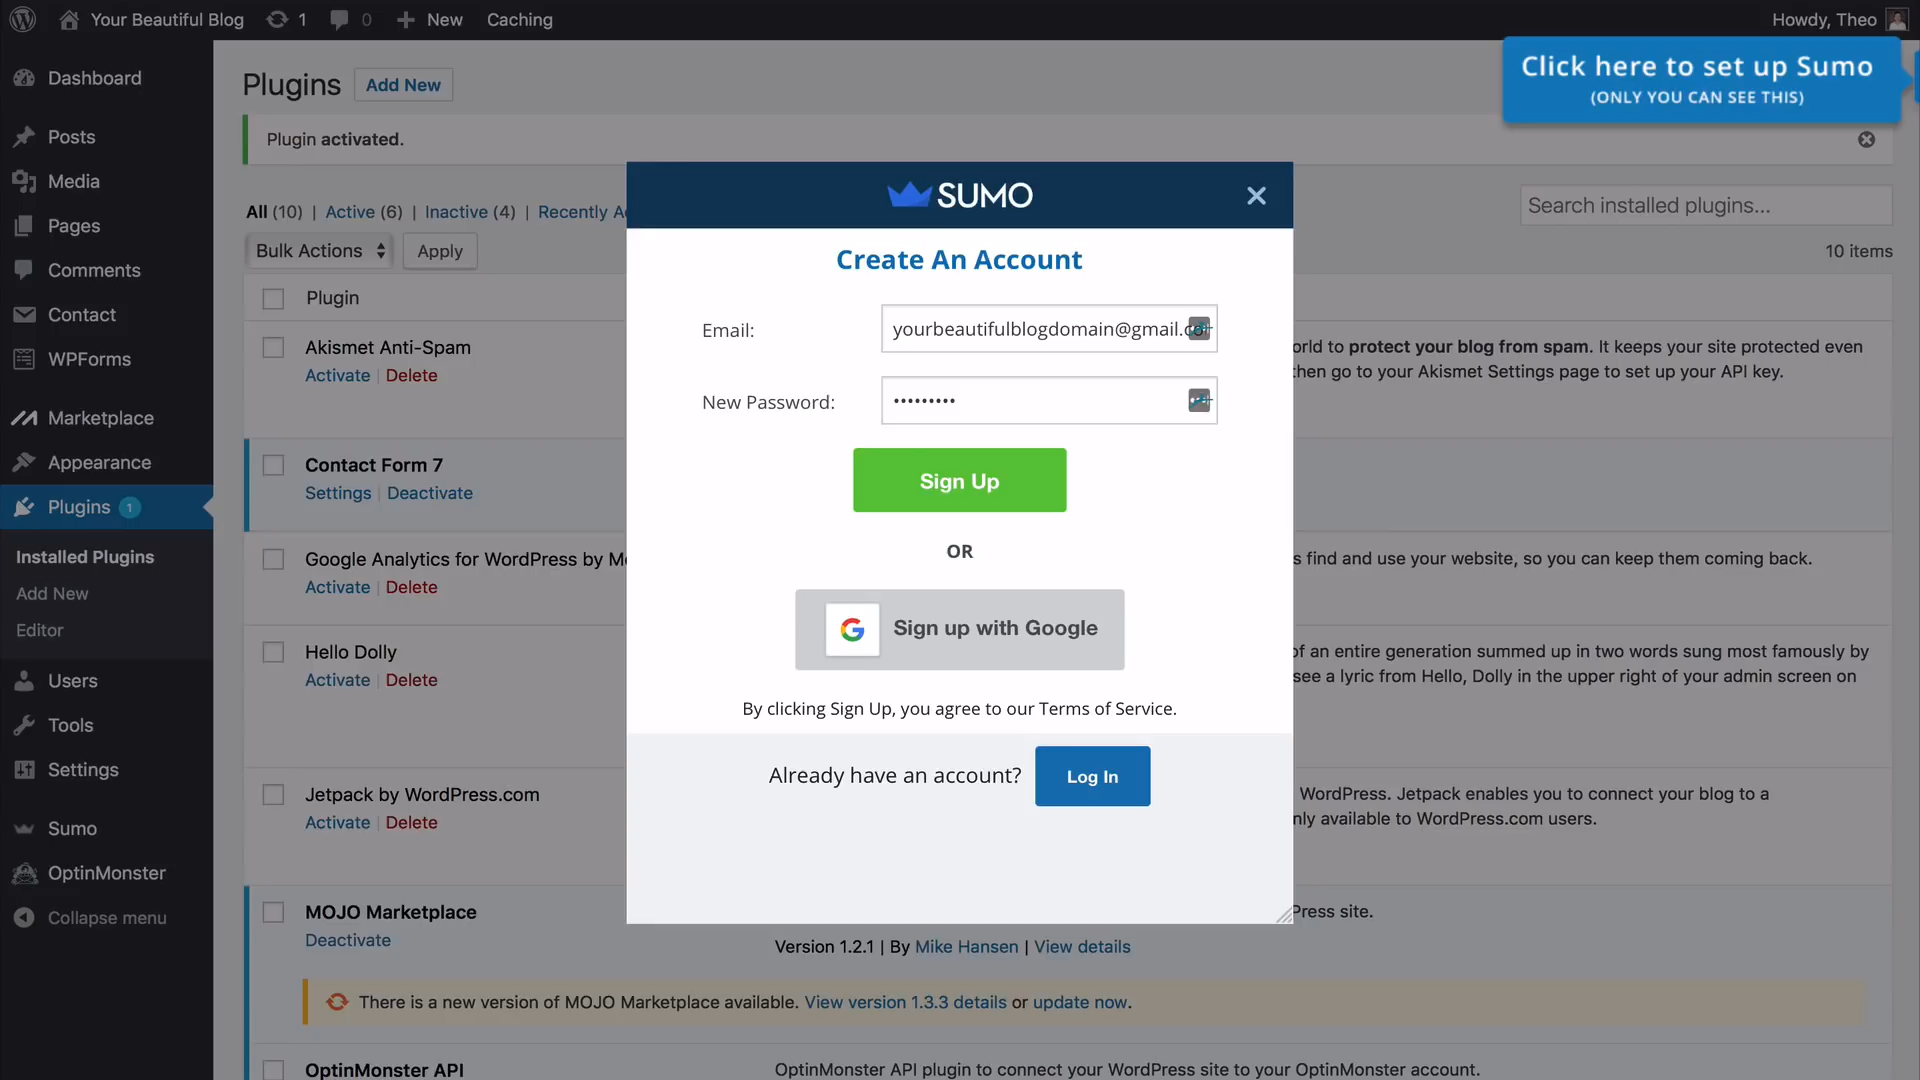 Your Beautiful Blog 1 0 New Caching Howdy, Theo
Click here to set up Sumo
(ONLY YOU CAN SEE THIS)
Dashboard
Posts
Media
Pages
Comments
Contact
WPForms
Marketplace
Appearance
Plugins 1
Installed Plugins
Add New
Editor
Users
Tools
Settings
Sumo
OptinMonster
Collapse menu
Plugins Add New
Plugin activated.
All (10) | Active (6) | Inactive (4) | Recently
Search installed plugins...
Bulk Actions Apply
10 items
Plugin
Akismet Anti-Spam
Activate | Delete
protect your blog from spam. It keeps your site protected even
then go to your Akismet Settings page to set up your API key.
Contact Form 7
Settings | Deactivate
Google Analytics for WordPress by
Activate | Delete
find and use your website, so you can keep them coming back.
Hello Dolly
Activate | Delete
of an entire generation summed up in two words sung most famously by
see a lyric from Hello, Dolly in the upper right of your admin screen on
Jetpack by WordPress.com
Activate | Delete
WordPress. Jetpack enables you to connect your blog to a
available to WordPress.com users.
MOJO Marketplace
Deactivate
site.
Version 1.2.1 | By Mike Hansen | View details
There is a new version of MOJO Marketplace available. View version 1.3.3 details or update now.
OptinMonster API
OptinMonster API plugin to connect your WordPress site to your OptinMonster account.
SUMO
Create An Account
Email: yourbeautifulblogdomain@gmail.co
New Password: •••••••••
Sign Up
OR
Sign up with Google
By clicking Sign Up, you agree to our Terms of Service.
Already have an account? Log In